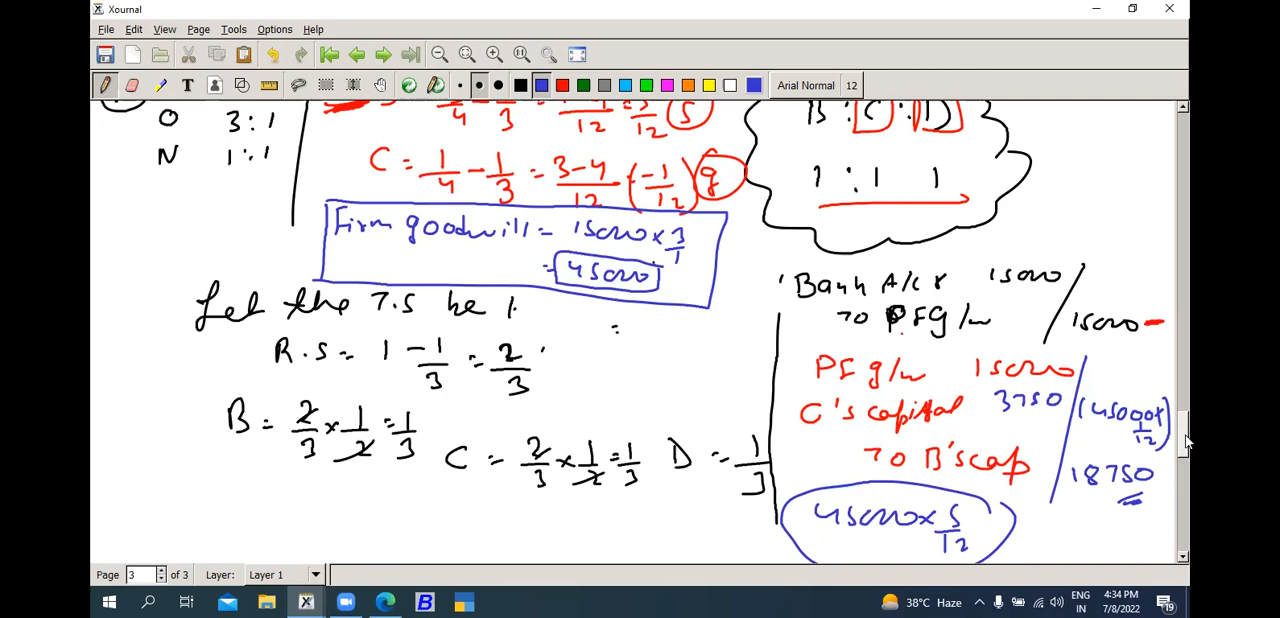 Xournal
File Edit View Page Tools Options Help
Arial Normal 12
O 3:1
N 1:1
B : C : D
1 : 1 1
C = 1/4 - 1/3 = 3-4/12 (-1/12) g
Firm goodwill = 15000 × 3/1
= 45000
Let the T.S be 1.
R.S = 1 - 1/3 = 2/3
B = 2/3 × 1/2 = 1/3
C = 2/3 × 1/2 = 1/3 D = 1/3
Bank A/c 15000
To PFG/w 15000 -
PF g/w 15000
C's capital 3750 (45000 × 1/12)
To B's cap 18750
45000 × 5/12
Page 3 of 3 Layer: Layer 1
38°C Haze
ENG
IN
4:34 PM
7/8/2022
19